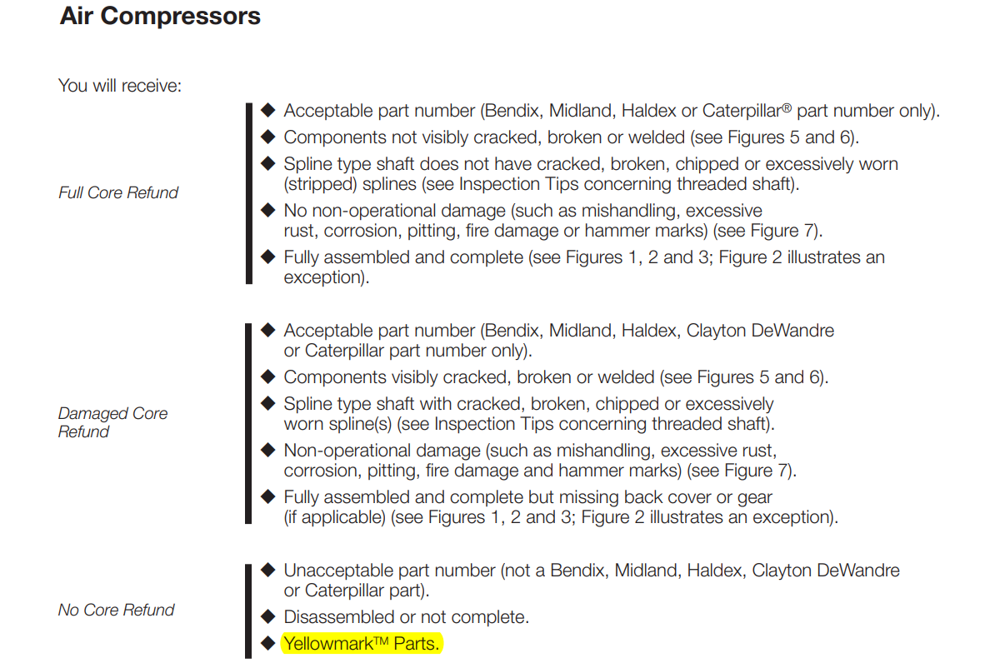 Air Compressors
You will receive:
Full Core Refund
◆ Acceptable part number (Bendix, Midland, Haldex or Caterpillar® part number only).
◆ Components not visibly cracked, broken or welded (see Figures 5 and 6).
◆ Spline type shaft does not have cracked, broken, chipped or excessively worn
(stripped) splines (see Inspection Tips concerning threaded shaft).
◆ No non-operational damage (such as mishandling, excessive
rust, corrosion, pitting, fire damage or hammer marks) (see Figure 7).
◆ Fully assembled and complete (see Figures 1, 2 and 3; Figure 2 illustrates an
exception).
Damaged Core
Refund
◆ Acceptable part number (Bendix, Midland, Haldex, Clayton DeWandre
or Caterpillar part number only).
◆ Components visibly cracked, broken or welded (see Figures 5 and 6).
◆ Spline type shaft with cracked, broken, chipped or excessively
worn spline(s) (see Inspection Tips concerning threaded shaft).
◆ Non-operational damage (such as mishandling, excessive rust,
corrosion, pitting, fire damage and hammer marks) (see Figure 7).
◆ Fully assembled and complete but missing back cover or gear
(if applicable) (see Figures 1, 2 and 3; Figure 2 illustrates an exception).
No Core Refund
◆ Unacceptable part number (not a Bendix, Midland, Haldex, Clayton DeWandre
or Caterpillar part).
◆ Disassembled or not complete.
◆ Yellowmark™ Parts.